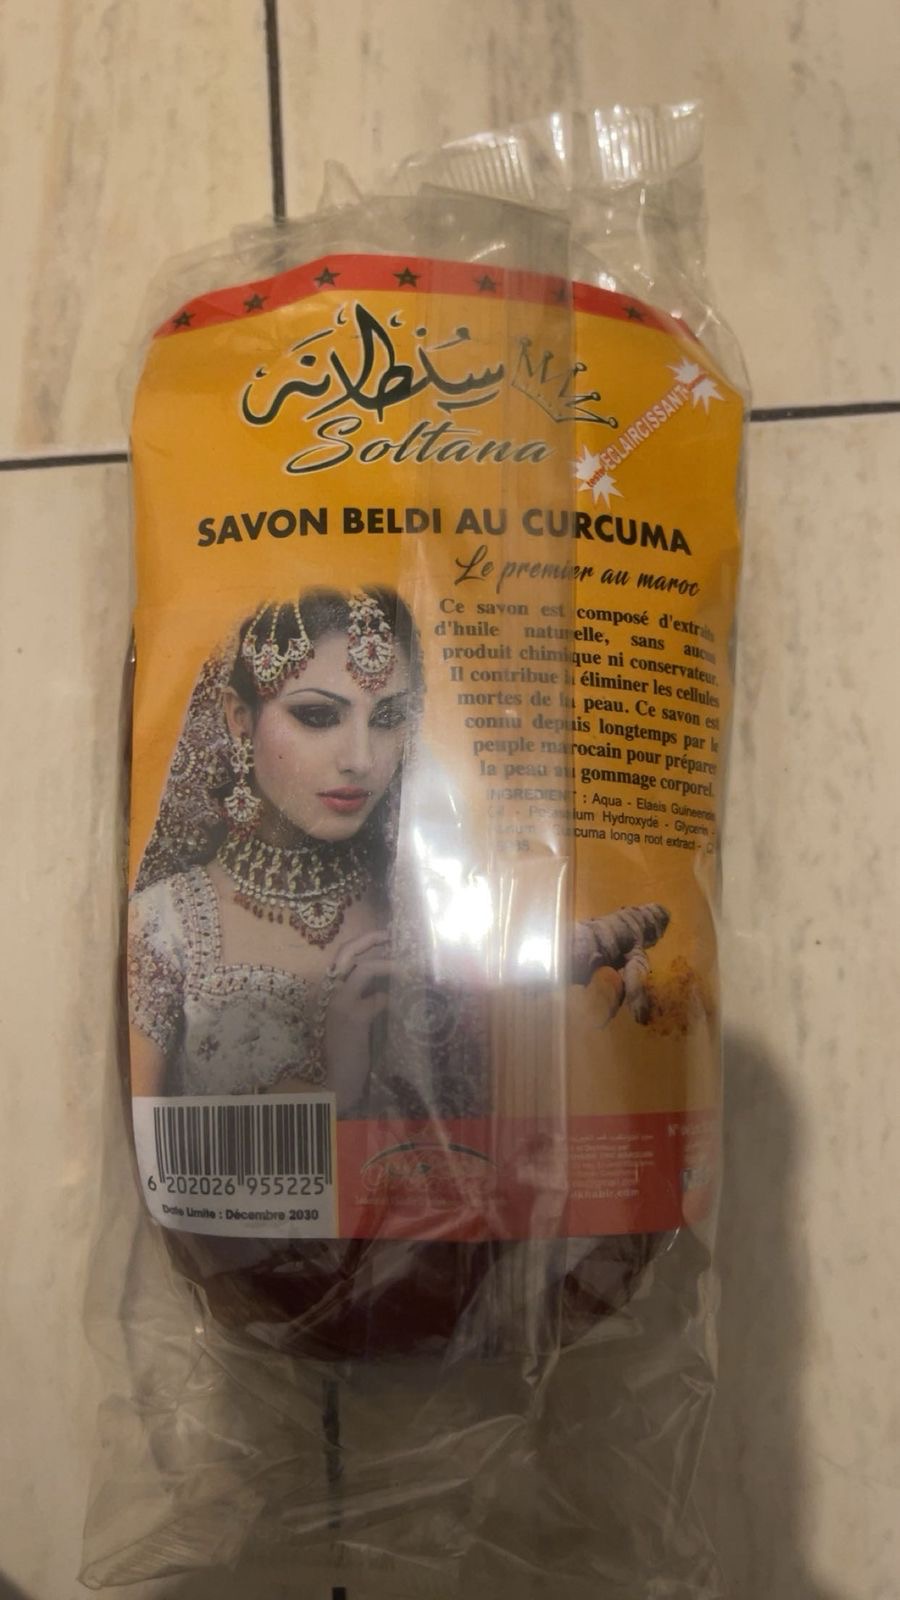 سلطانة
Soltana
teste ECLAIRCISSANT
SAVON BELDI AU CURCUMA
Le premier au maroc
Ce savon est composé d'extraits
d'huile naturelle, sans aucun
produit chimique ni conservateur.
Il contribue à éliminer les cellules
mortes de la peau. Ce savon est
connu depuis longtemps par le
peuple marocain pour préparer
la peau au gommage corporel.
INGREDIENT : Aqua - Elaeis Guineensis
Oil - Potassium Hydroxyde - Glycerin -
Curcuma longa root extract -
6 202026 955225
Date Limite : Décembre 2030